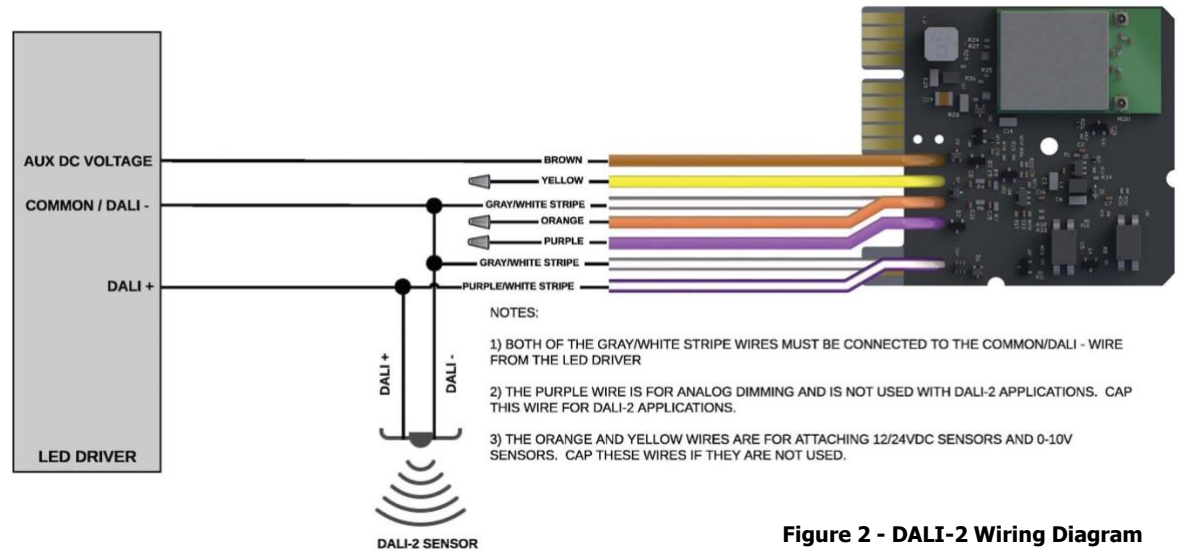 AUX DC VOLTAGE
COMMON / DALI -
DALI +
LED DRIVER
BROWN
YELLOW
GRAY/WHITE STRIPE
ORANGE
PURPLE
GRAY/WHITE STRIPE
PURPLE/WHITE STRIPE
DALI +
DALI -
DALI-2 SENSOR
NOTES:
1) BOTH OF THE GRAY/WHITE STRIPE WIRES MUST BE CONNECTED TO THE COMMON/DALI - WIRE
FROM THE LED DRIVER
2) THE PURPLE WIRE IS FOR ANALOG DIMMING AND IS NOT USED WITH DALI-2 APPLICATIONS. CAP
THIS WIRE FOR DALI-2 APPLICATIONS.
3) THE ORANGE AND YELLOW WIRES ARE FOR ATTACHING 12/24VDC SENSORS AND 0-10V
SENSORS. CAP THESE WIRES IF THEY ARE NOT USED.
Figure 2 - DALI-2 Wiring Diagram